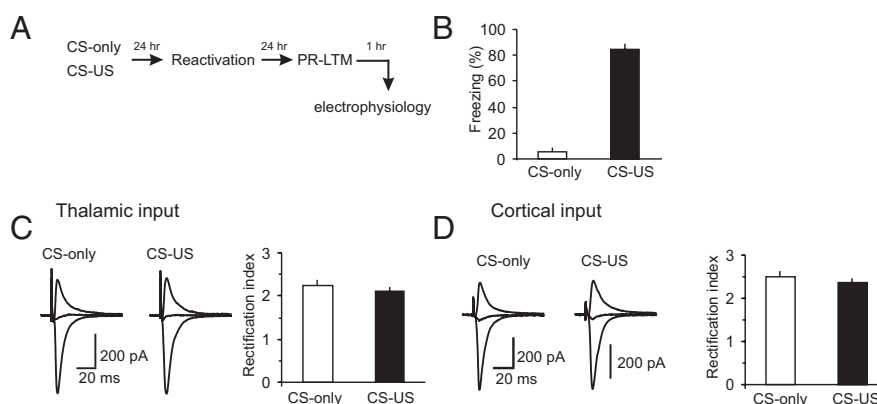 A
CS-only
CS-US
24 hr
Reactivation
24 hr
PR-LTM
1 hr
electrophysiology
B
Freezing (%)
100
80
60
40
20
0
CS-only
CS-US
C
Thalamic input
CS-only
CS-US
200 pA
20 ms
Rectification index
3
2
1
0
CS-only
CS-US
D
Cortical input
CS-only
CS-US
200 pA
20 ms
200 pA
Rectification index
3
2
1
0
CS-only
CS-US